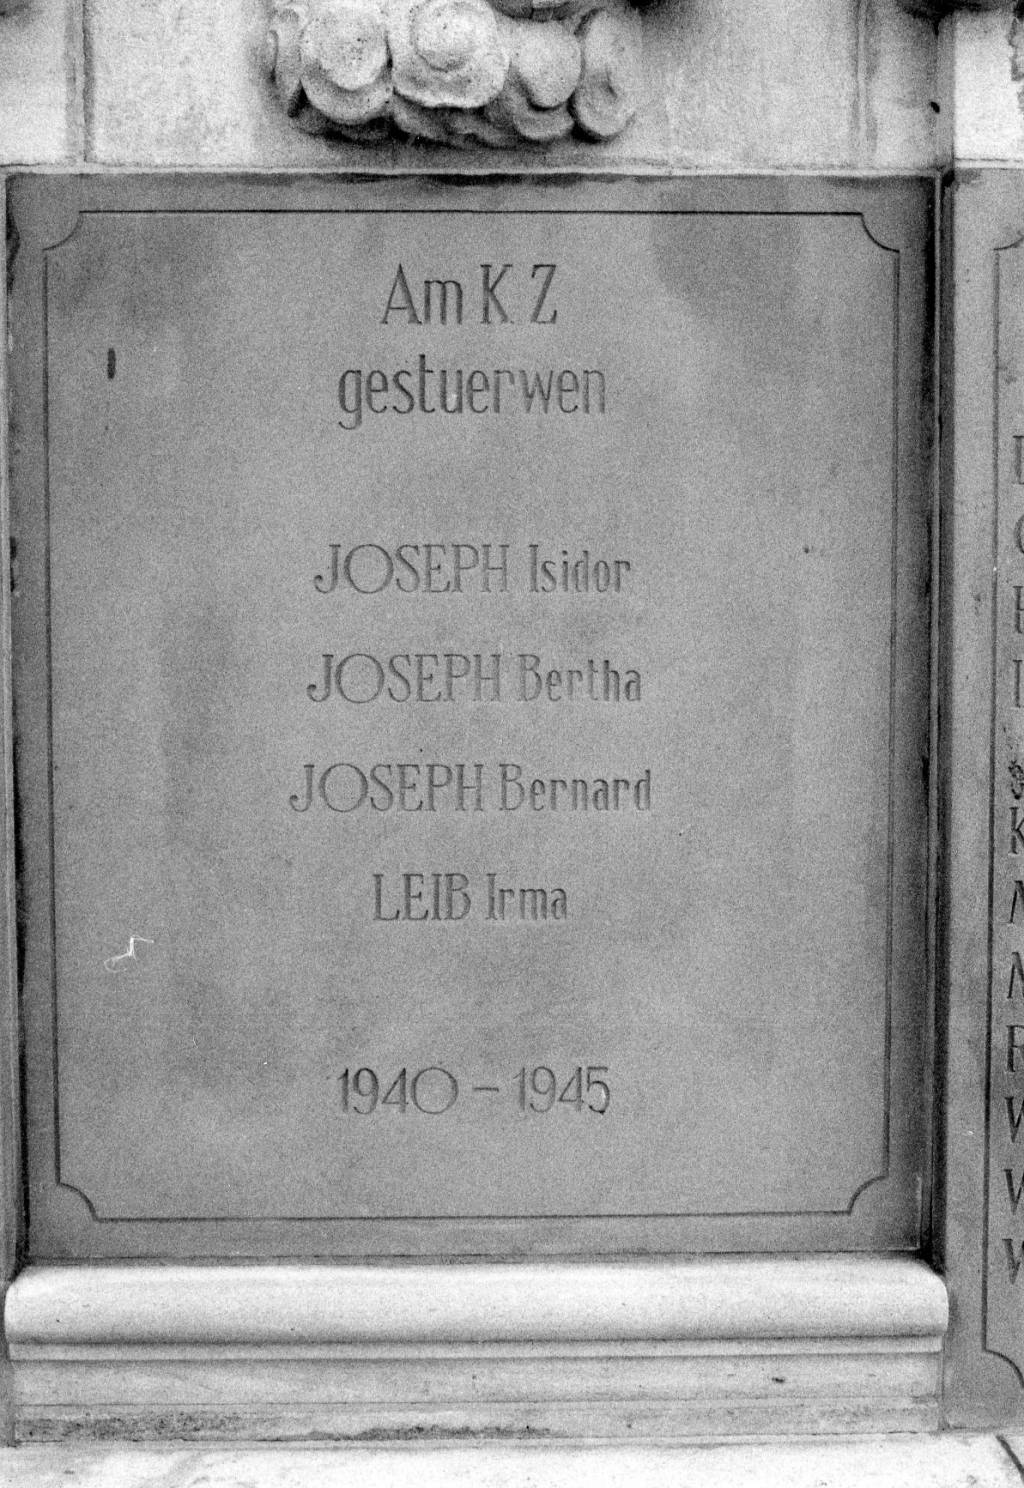 Am K Z
gestuerwen
JOSEPH Isidor
JOSEPH Bertha
JOSEPH Bernard
LEIB Irma
1940 – 1945